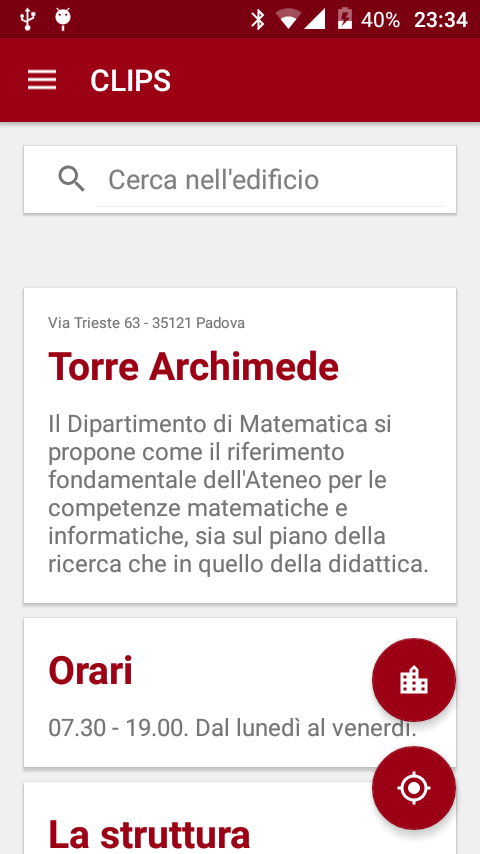 40% 23:34
CLIPS
Cerca nell'edificio
Via Trieste 63 - 35121 Padova
Torre Archimede
Il Dipartimento di Matematica si
propone come il riferimento
fondamentale dell'Ateneo per le
competenze matematiche e
informatiche, sia sul piano della
ricerca che in quello della didattica.
Orari
07.30 - 19.00. Dal lunedì al venerdì.
La struttura